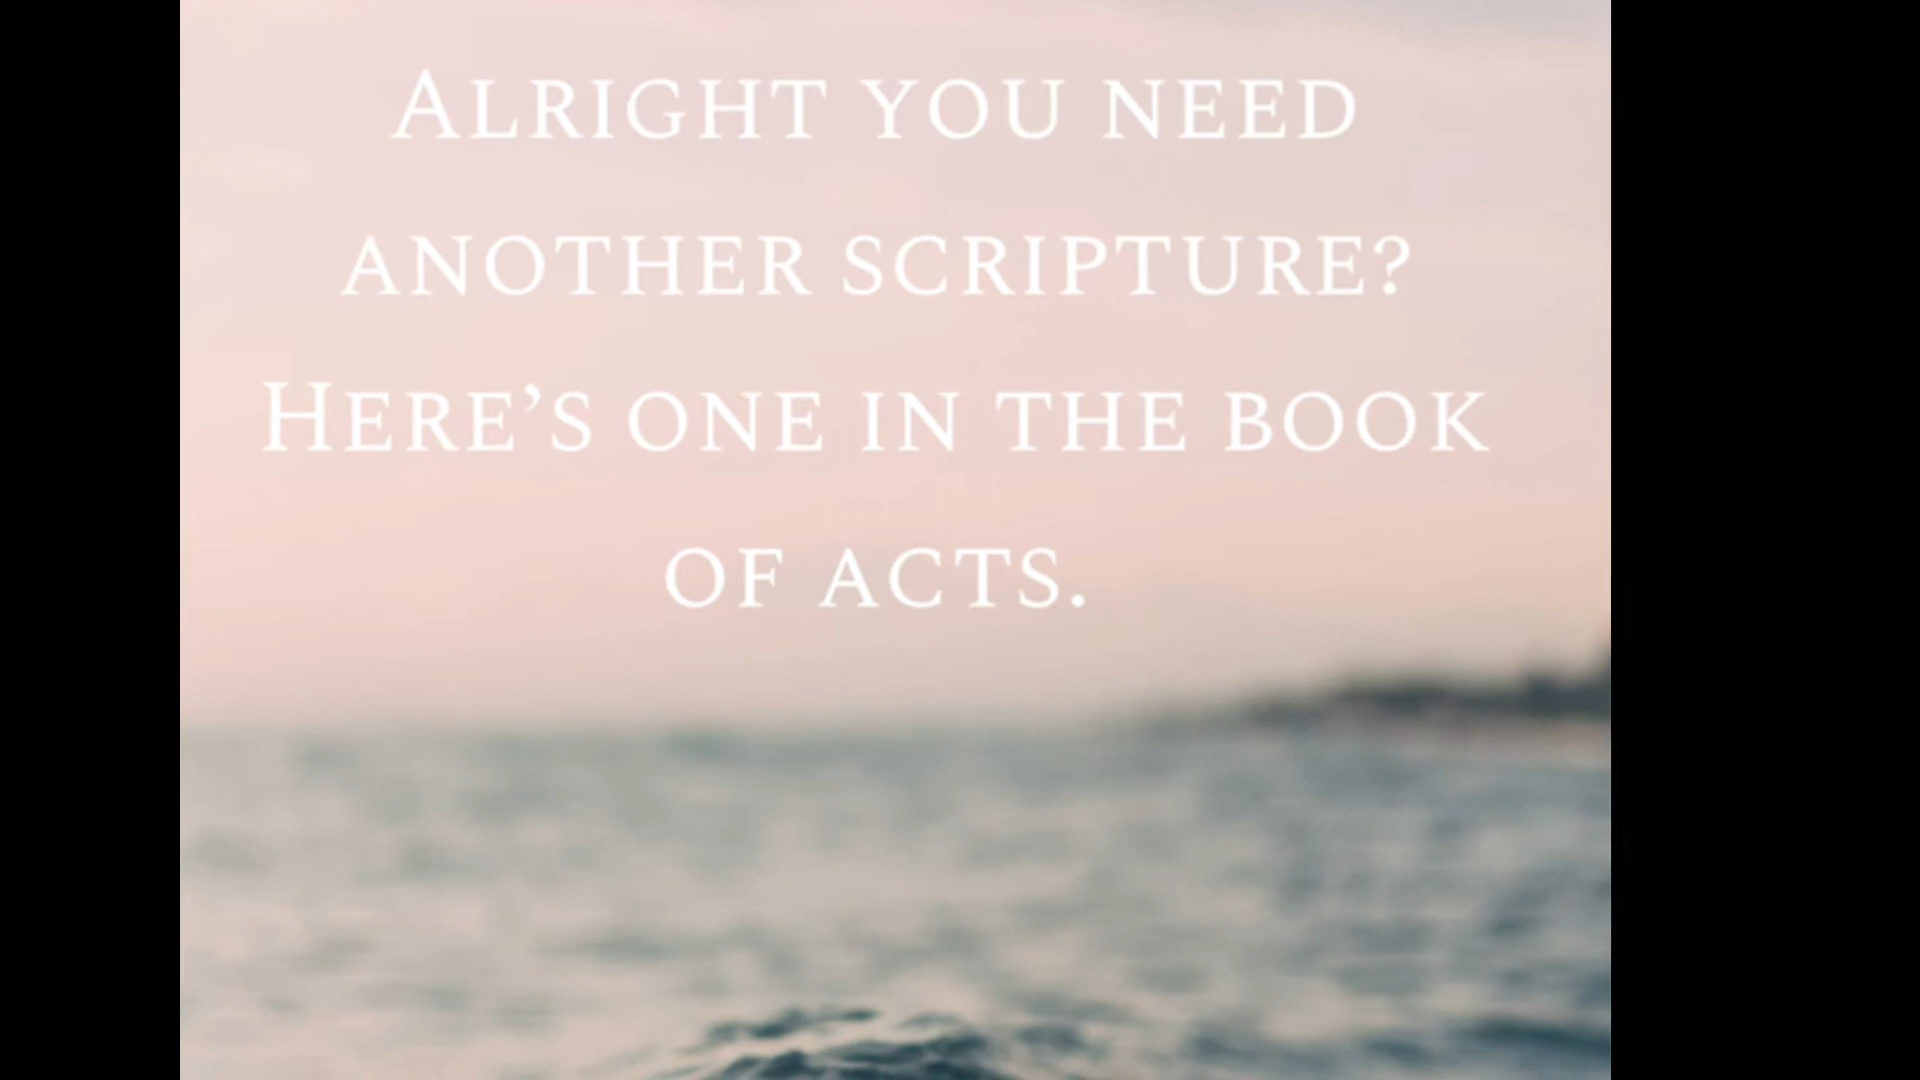 Alright you need
another scripture?
Here’s one in the book
of acts.